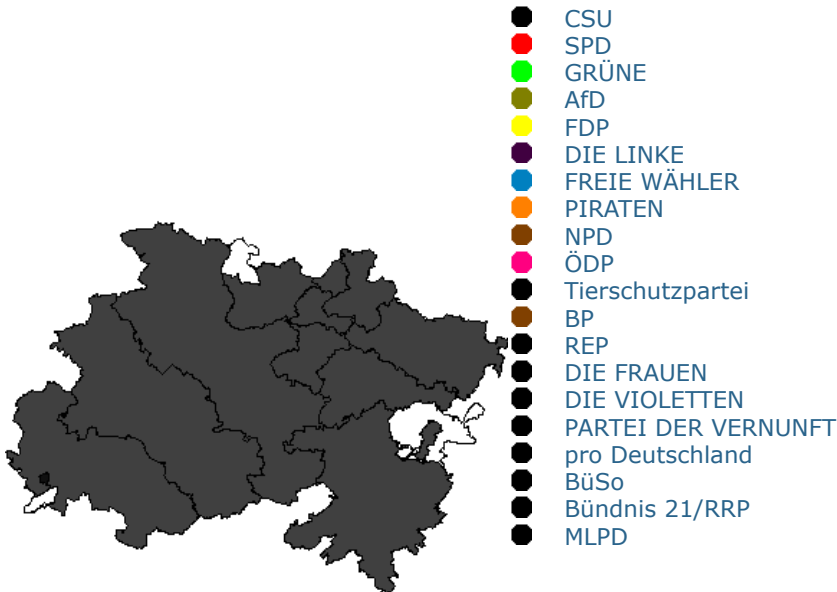 CSU
SPD
GRÜNE
AfD
FDP
DIE LINKE
FREIE WÄHLER
PIRATEN
NPD
ÖDP
Tierschutzpartei
BP
REP
DIE FRAUEN
DIE VIOLETTEN
PARTEI DER VERNUNFT
pro Deutschland
BüSo
Bündnis 21/RRP
MLPD